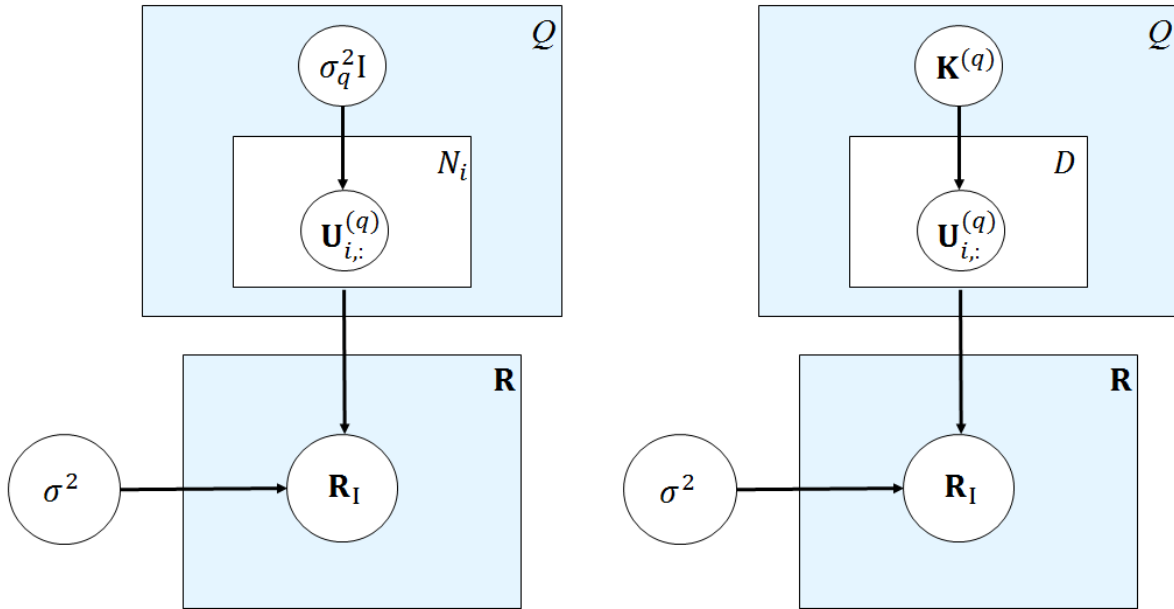 Q
σ_q^2 I
N_i
U_{i,:}^{(q)}
R
σ^2
R_I
Q
K^{(q)}
D
U_{i,:}^{(q)}
R
σ^2
R_I